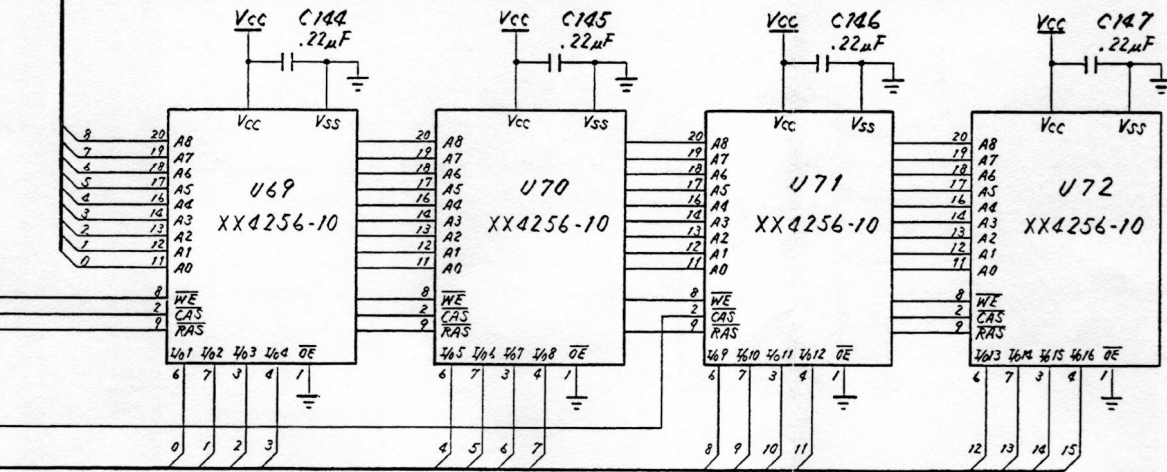 VCC C144 VCC C145 VCC C146 VCC C147
.22µF .22µF .22µF .22µF
VCC VSS VCC VSS VCC VSS VCC VSS
8 20 A8 20 A8 20 A8 20 A8
7 19 A7 19 A7 19 A7 19 A7
6 18 A6 18 A6 18 A6 18 A6
5 17 A5 U69 17 A5 U70 17 A5 U71 17 A5 U72
4 16 A4 16 A4 16 A4 16 A4
3 14 A3 XX4256-10 14 A3 XX4256-10 14 A3 XX4256-10 14 A3 XX4256-10
2 13 A2 13 A2 13 A2 13 A2
1 12 A1 12 A1 12 A1 12 A1
0 11 A0 11 A0 11 A0 11 A0
8 WE 8 WE 8 WE 8 WE
2 CAS 2 CAS 2 CAS 2 CAS
9 RAS 9 RAS 9 RAS 9 RAS
I/O1 I/O2 I/O3 I/O4 OE I/O5 I/O6 I/O7 I/O8 OE I/O9 I/O10 I/O11 I/O12 OE I/O13 I/O14 I/O15 I/O16 OE
6 7 3 4 1 6 7 3 4 1 6 7 3 4 1 6 7 3 4 1
0 1 2 3 4 5 6 7 8 9 10 11 12 13 14 15